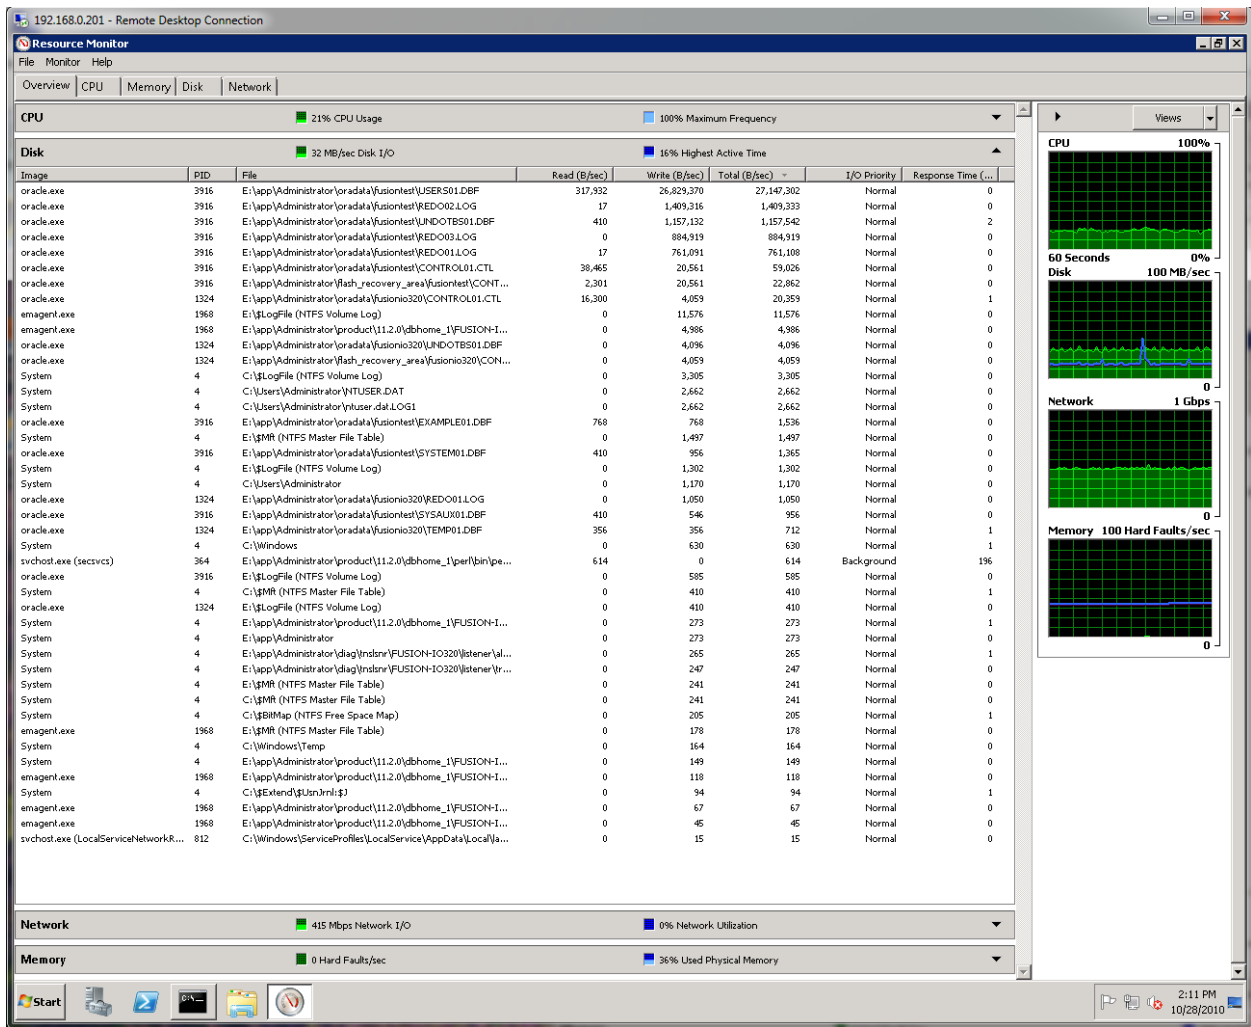 192.168.0.201 - Remote Desktop Connection
Resource Monitor
File Monitor Help
Overview CPU Memory Disk Network
CPU 21% CPU Usage 100% Maximum Frequency
Disk 32 MB/sec Disk I/O 16% Highest Active Time
Image PID File Read (B/sec) Write (B/sec) Total (B/sec) I/O Priority Response Time (...
oracle.exe 3916 E:\app\Administrator\oradata\fusiontest\USERS01.DBF 317,932 26,829,370 27,147,302 Normal 0
oracle.exe 3916 E:\app\Administrator\oradata\fusiontest\REDO02.LOG 17 1,409,316 1,409,333 Normal 0
oracle.exe 3916 E:\app\Administrator\oradata\fusiontest\UNDOTBS01.DBF 410 1,157,132 1,157,542 Normal 2
oracle.exe 3916 E:\app\Administrator\oradata\fusiontest\REDO03.LOG 0 884,919 884,919 Normal 0
oracle.exe 3916 E:\app\Administrator\oradata\fusiontest\REDO01.LOG 17 761,091 761,108 Normal 0
oracle.exe 3916 E:\app\Administrator\oradata\fusiontest\CONTROL01.CTL 38,465 20,561 59,026 Normal 0
oracle.exe 3916 E:\app\Administrator\flash_recovery_area\fusiontest\CONT... 2,301 20,561 22,862 Normal 0
oracle.exe 1324 E:\app\Administrator\oradata\fusionio320\CONTROL01.CTL 16,300 4,059 20,359 Normal 1
emagent.exe 1968 E:\$LogFile (NTFS Volume Log) 0 11,576 11,576 Normal 0
emagent.exe 1968 E:\app\Administrator\product\11.2.0\dbhome_1\FUSION-I... 0 4,986 4,986 Normal 0
oracle.exe 1324 E:\app\Administrator\oradata\fusionio320\UNDOTBS01.DBF 0 4,096 4,096 Normal 0
oracle.exe 1324 E:\app\Administrator\flash_recovery_area\fusionio320\CON... 0 4,059 4,059 Normal 0
System 4 C:\$LogFile (NTFS Volume Log) 0 3,305 3,305 Normal 0
System 4 C:\Users\Administrator\NTUSER.DAT 0 2,662 2,662 Normal 0
System 4 C:\Users\Administrator\ntuser.dat.LOG1 0 2,662 2,662 Normal 0
oracle.exe 3916 E:\app\Administrator\oradata\fusiontest\EXAMPLE01.DBF 768 768 1,536 Normal 0
System 4 E:\$Mft (NTFS Master File Table) 0 1,497 1,497 Normal 0
oracle.exe 3916 E:\app\Administrator\oradata\fusiontest\SYSTEM01.DBF 410 956 1,365 Normal 0
System 4 E:\$LogFile (NTFS Volume Log) 0 1,302 1,302 Normal 0
System 4 C:\Users\Administrator 0 1,170 1,170 Normal 0
oracle.exe 1324 E:\app\Administrator\oradata\fusionio320\REDO01.LOG 0 1,050 1,050 Normal 0
oracle.exe 3916 E:\app\Administrator\oradata\fusiontest\SYSAUX01.DBF 410 546 956 Normal 0
oracle.exe 1324 E:\app\Administrator\oradata\fusionio320\TEMP01.DBF 356 356 712 Normal 1
System 4 C:\Windows 0 630 630 Normal 1
svchost.exe (secsvcs) 364 E:\app\Administrator\product\11.2.0\dbhome_1\perl\bin\pe... 614 0 614 Background 196
oracle.exe 3916 E:\$LogFile (NTFS Volume Log) 0 585 585 Normal 0
System 4 C:\$Mft (NTFS Master File Table) 0 410 410 Normal 1
oracle.exe 1324 E:\$LogFile (NTFS Volume Log) 0 410 410 Normal 0
System 4 E:\app\Administrator\product\11.2.0\dbhome_1\FUSION-I... 0 273 273 Normal 1
System 4 E:\app\Administrator 0 273 273 Normal 0
System 4 E:\app\Administrator\diag\tnslsnr\FUSION-IO320\listener\al... 0 265 265 Normal 1
System 4 E:\app\Administrator\diag\tnslsnr\FUSION-IO320\listener\tr... 0 247 247 Normal 0
System 4 E:\$Mft (NTFS Master File Table) 0 241 241 Normal 0
System 4 C:\$Mft (NTFS Master File Table) 0 241 241 Normal 0
System 4 C:\$BitMap (NTFS Free Space Map) 0 205 205 Normal 1
emagent.exe 1968 E:\$Mft (NTFS Master File Table) 0 178 178 Normal 0
System 4 C:\Windows\Temp 0 164 164 Normal 0
System 4 E:\app\Administrator\product\11.2.0\dbhome_1\FUSION-I... 0 149 149 Normal 0
emagent.exe 1968 E:\app\Administrator\product\11.2.0\dbhome_1\FUSION-I... 0 118 118 Normal 0
System 4 C:\$Extend\$UsnJrnl:$J 0 94 94 Normal 1
emagent.exe 1968 E:\app\Administrator\product\11.2.0\dbhome_1\FUSION-I... 0 67 67 Normal 0
emagent.exe 1968 E:\app\Administrator\product\11.2.0\dbhome_1\FUSION-I... 0 45 45 Normal 0
svchost.exe (LocalServiceNetworkR... 812 C:\Windows\ServiceProfiles\LocalService\AppData\Local\la... 0 15 15 Normal 0
Network 415 Mbps Network I/O 0% Network Utilization
Memory 0 Hard Faults/sec 36% Used Physical Memory
Views
CPU 100%
60 Seconds 0%
Disk 100 MB/sec
0
Network 1 Gbps
0
Memory 100 Hard Faults/sec
0
Start
C:\_
2:11 PM
10/28/2010